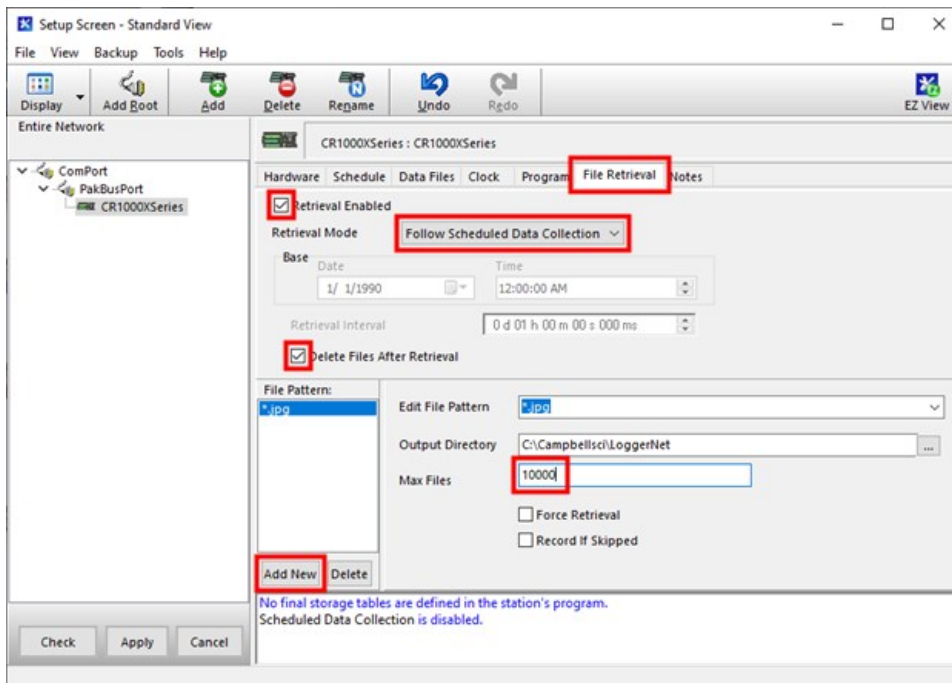 Setup Screen - Standard View
File View Backup Tools Help
Display Add Root Add Delete Rename Undo Redo EZ View
Entire Network
ComPort
PakBusPort
CR1000XSeries
CR1000XSeries : CR1000XSeries
Hardware Schedule Data Files Clock Program File Retrieval Notes
Retrieval Enabled
Retrieval Mode Follow Scheduled Data Collection
Base
Date Time
1/ 1/1990 12:00:00 AM
Retrieval Interval 0 d 01 h 00 m 00 s 000 ms
Delete Files After Retrieval
File Pattern:
*.jpg
Edit File Pattern *.jpg
Output Directory C:\Campbellsci\LoggerNet ...
Max Files 10000
Force Retrieval
Record If Skipped
Add New Delete
No final storage tables are defined in the station's program.
Scheduled Data Collection is disabled.
Check Apply Cancel